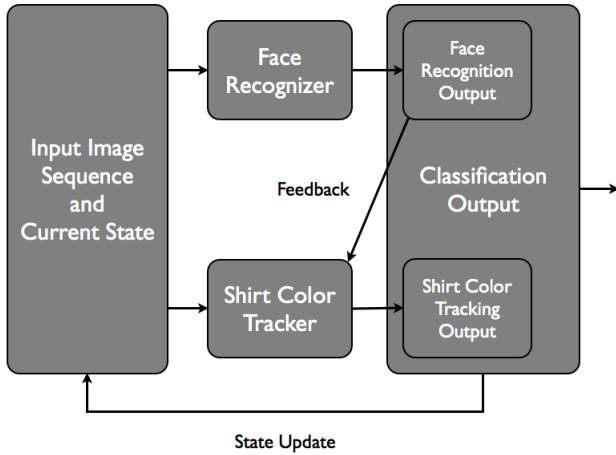 Input Image
Sequence
and
Current State
Face
Recognizer
Face
Recognition
Output
Feedback
Classification
Output
Shirt Color
Tracker
Shirt Color
Tracking
Output
State Update